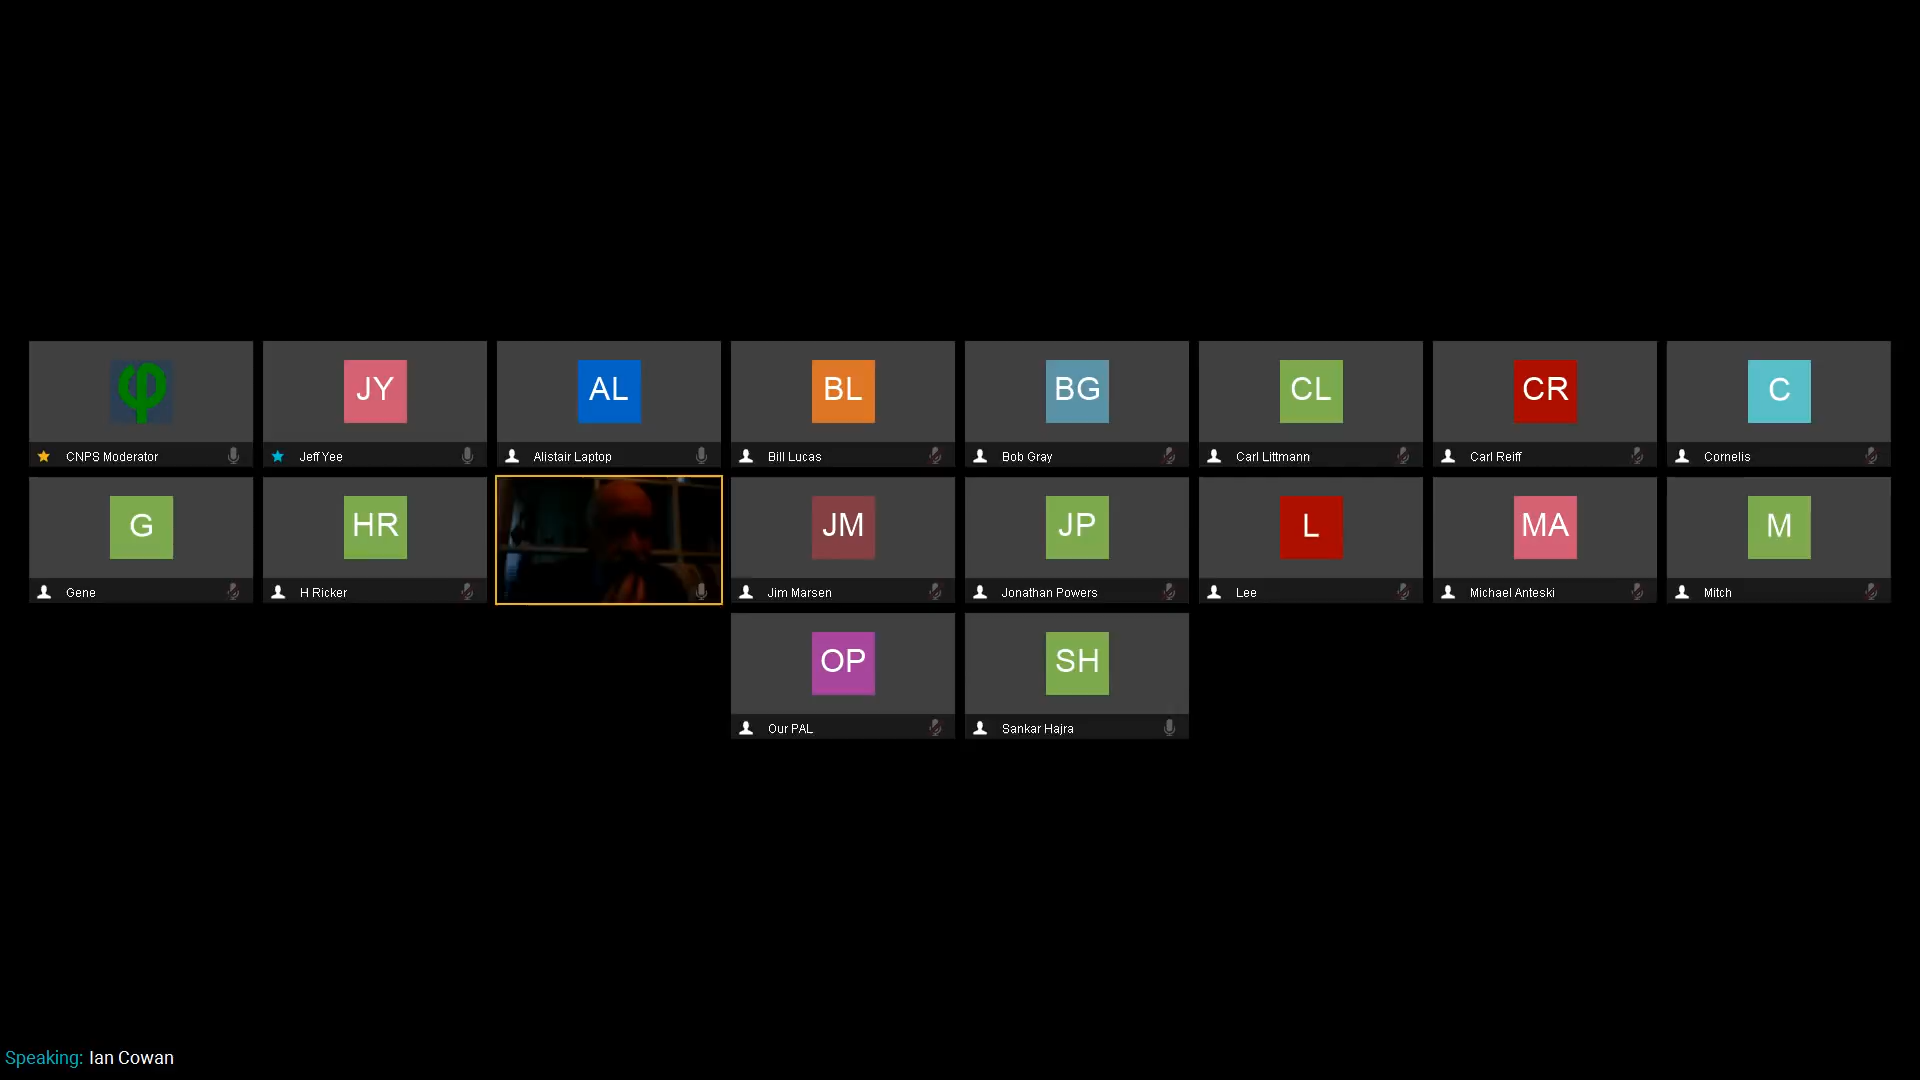 JY
AL
BL
BG
CL
CR
C
CNPS Moderator
Jeff Yee
Alistair Laptop
Bill Lucas
Bob Gray
Carl Littmann
Carl Reiff
Cornelis
G
HR
JM
JP
L
MA
M
Gene
H Ricker
Jim Marsen
Jonathan Powers
Lee
Michael Anteski
Mitch
OP
SH
Our PAL
Sankar Hajra
Speaking: Ian Cowan